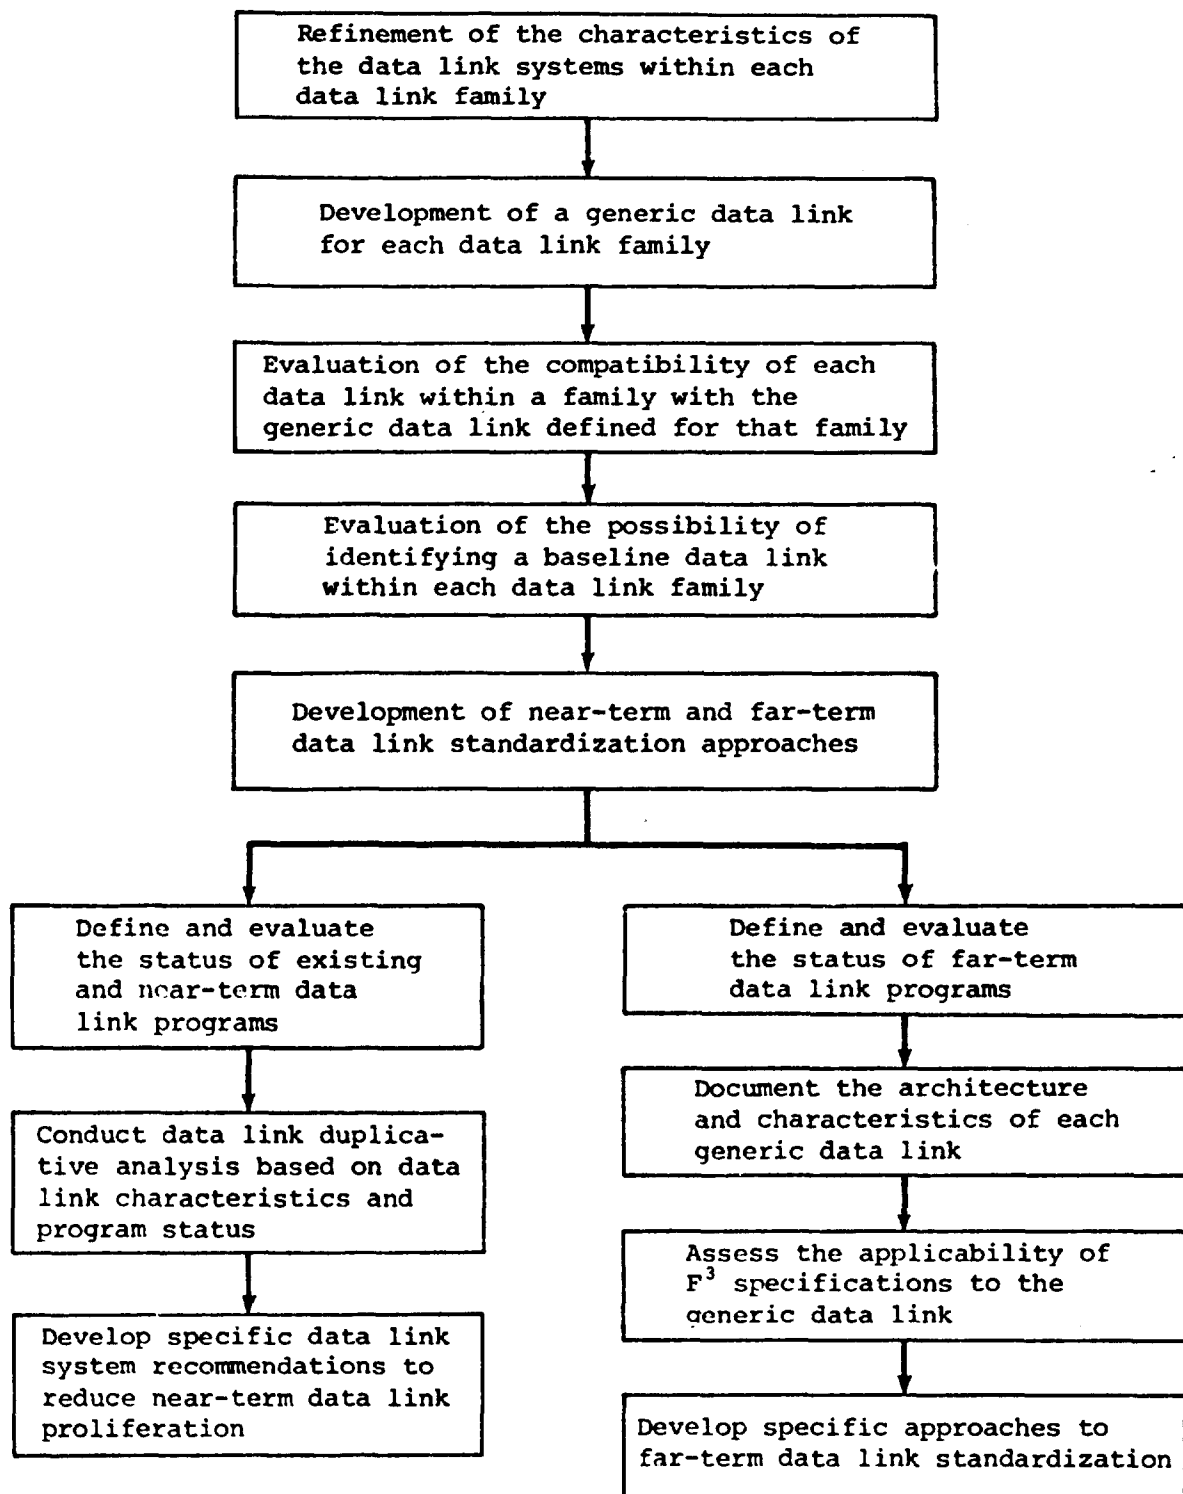 Refinement of the characteristics of
the data link systems within each
data link family
Development of a generic data link
for each data link family
Evaluation of the compatibility of each
data link within a family with the
generic data link defined for that family
Evaluation of the possibility of
identifying a baseline data link
within each data link family
Development of near-term and far-term
data link standardization approaches
Define and evaluate
the status of existing
and near-term data
link programs
Conduct data link duplica-
tive analysis based on data
link characteristics and
program status
Develop specific data link
system recommendations to
reduce near-term data link
proliferation
Define and evaluate
the status of far-term
data link programs
Document the architecture
and characteristics of each
generic data link
Assess the applicability of
F³ specifications to the
generic data link
Develop specific approaches to
far-term data link standardization